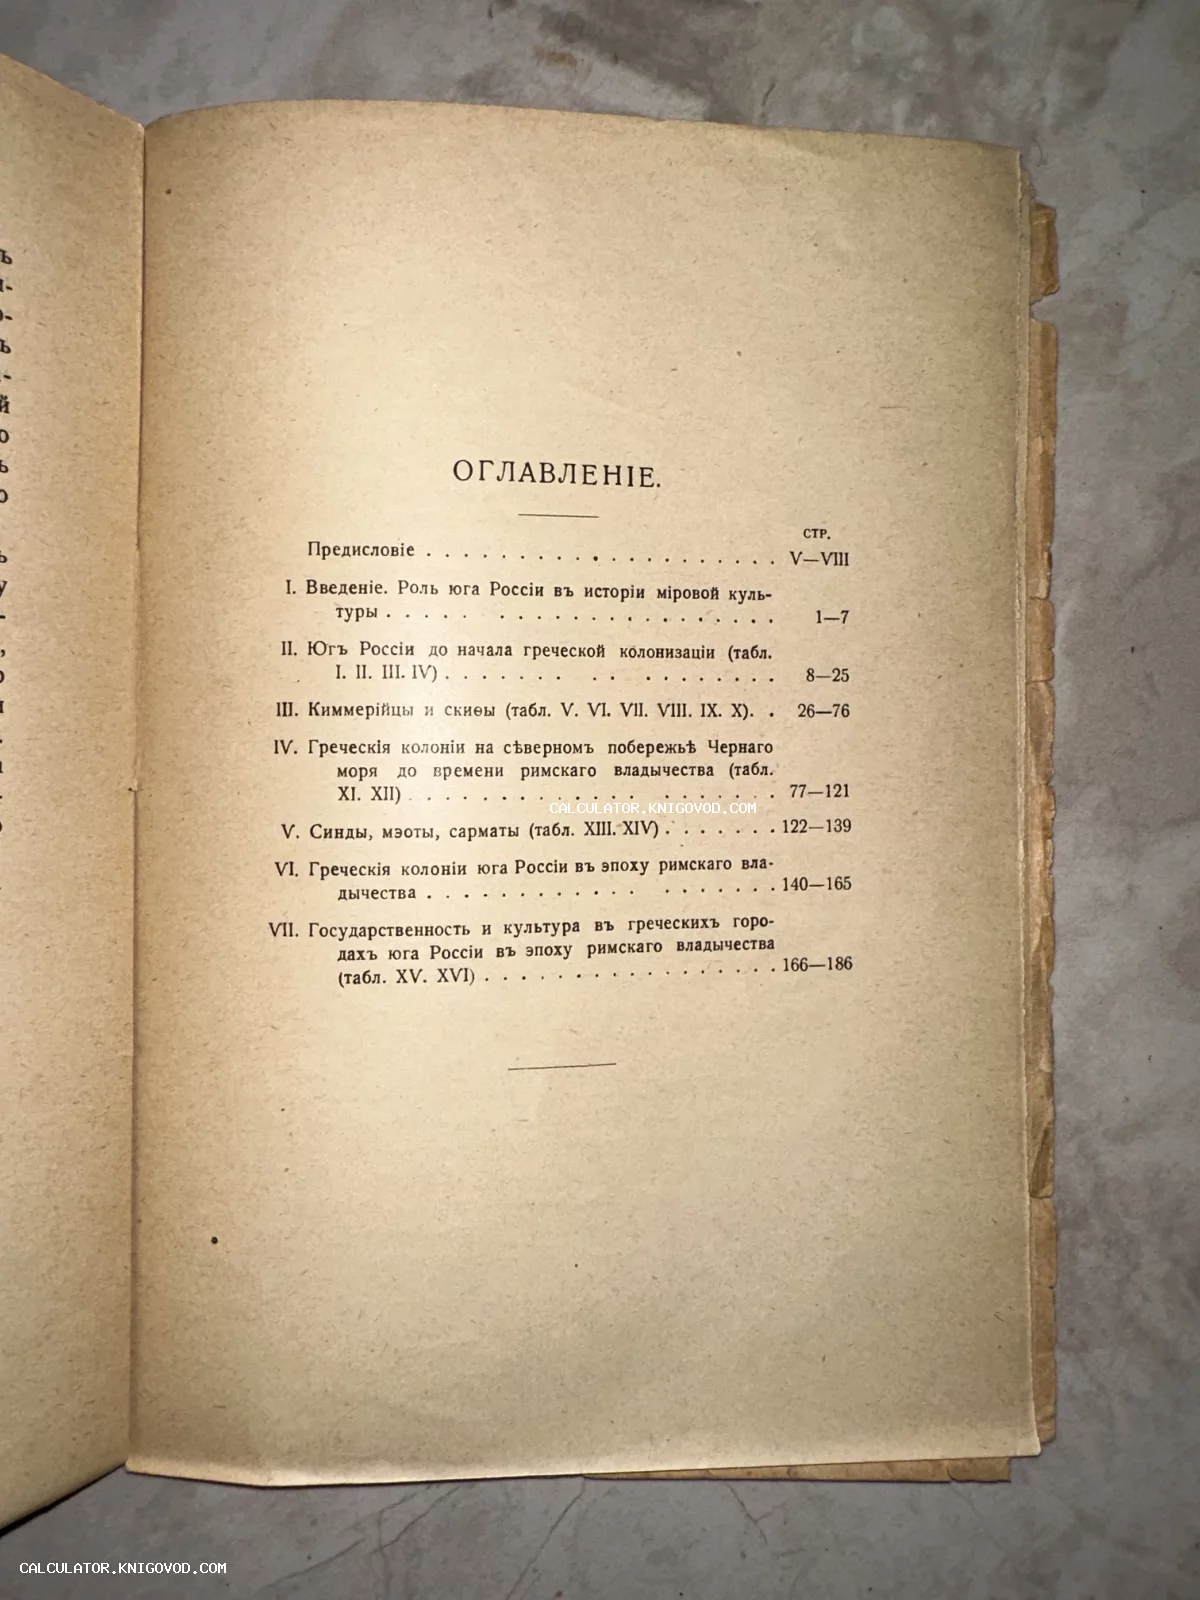 ОГЛАВЛЕНІЕ.
СТР.
Предисловіе . . . . . . . . . . . . . . . . . . . V—VIII
I. Введеніе. Роль юга Россіи въ исторіи міровой куль-
туры . . . . . . . . . . . . . . . . . . . . 1—7
II. Югъ Россіи до начала греческой колонизаціи (табл.
I. II. III. IV) . . . . . . . . . . . . . . . . . 8—25
III. Киммерійцы и скиѳы (табл. V. VI. VII. VIII. IX. X). . 26—76
IV. Греческія колоніи на сѣверномъ побережьѣ Чернаго
моря до времени римскаго владычества (табл.
XI. XII) . . . . . . . . . . . . . . . . . . 77—121
CALCULATOR.KNIGOVOD.COM
V. Синды, мэоты, сарматы (табл. XIII. XIV) . . . . . . . 122—139
VI. Греческія колоніи юга Россіи въ эпоху римскаго вла-
дычества . . . . . . . . . . . . . . . . . . 140—165
VII. Государственность и культура въ греческихъ горо-
дахъ юга Россіи въ эпоху римскаго владычества
(табл. XV. XVI) . . . . . . . . . . . . . . . . 166—186
ъ
и-
о-
ъ
й
о
ъ
о
у
CALCULATOR.KNIGOVOD.COM